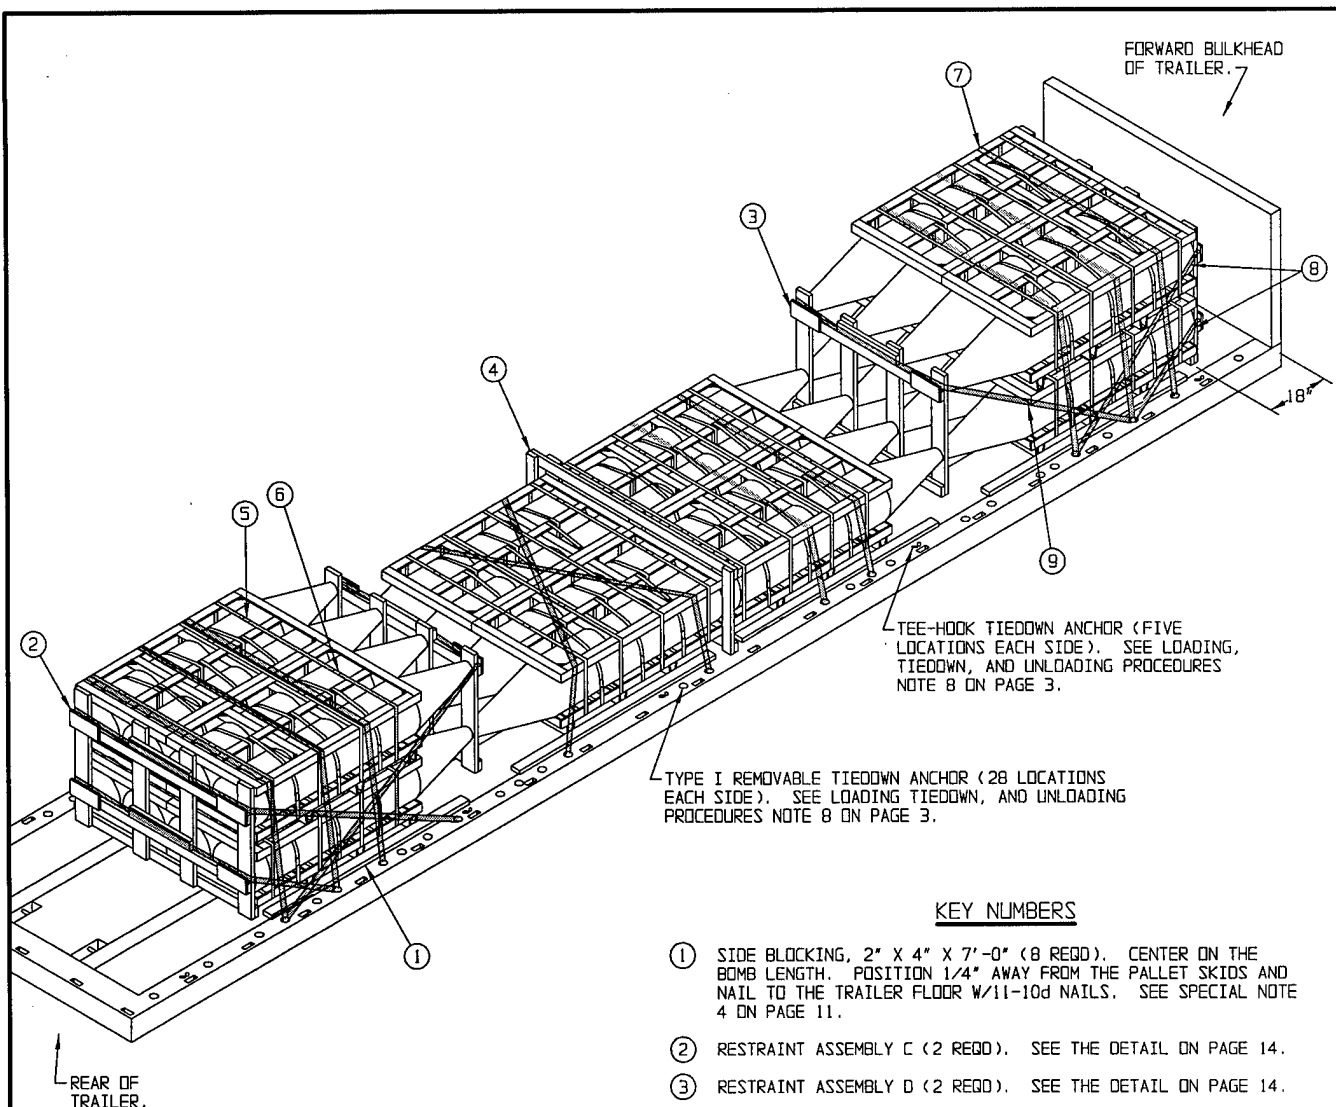 FORWARD BULKHEAD
OF TRAILER.
7
3
8
4
18"
6
5
9
2
TEE-HOOK TIEDOWN ANCHOR (FIVE
LOCATIONS EACH SIDE). SEE LOADING,
TIEDOWN, AND UNLOADING PROCEDURES
NOTE 8 ON PAGE 3.
TYPE I REMOVABLE TIEDOWN ANCHOR (28 LOCATIONS
EACH SIDE). SEE LOADING TIEDOWN, AND UNLOADING
PROCEDURES NOTE 8 ON PAGE 3.
1
REAR OF
TRAILER.
KEY NUMBERS
1 SIDE BLOCKING, 2" X 4" X 7'-0" (8 REQD). CENTER ON THE
BOMB LENGTH. POSITION 1/4" AWAY FROM THE PALLET SKIDS AND
NAIL TO THE TRAILER FLOOR W/11-10d NAILS. SEE SPECIAL NOTE
4 ON PAGE 11.
2 RESTRAINT ASSEMBLY C (2 REQD). SEE THE DETAIL ON PAGE 14.
3 RESTRAINT ASSEMBLY D (2 REQD). SEE THE DETAIL ON PAGE 14.